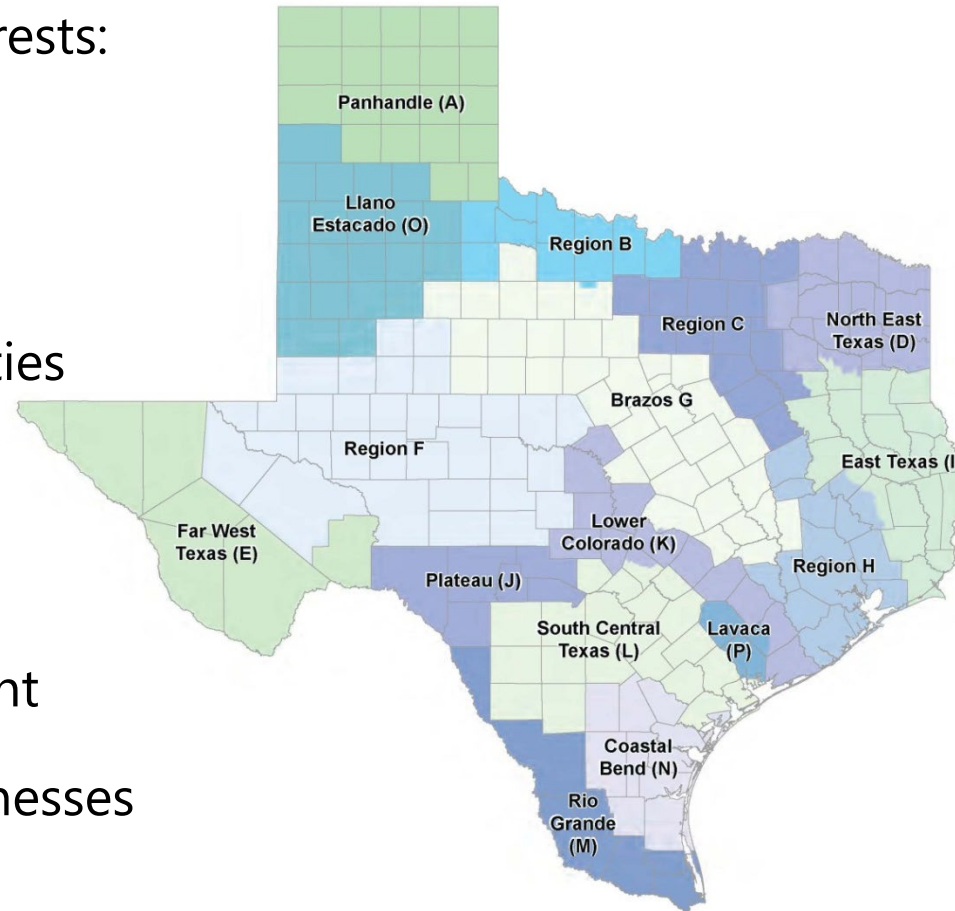 rests:
ties
nt
nesses
Panhandle (A)
Llano
Estacado (O)
Region B
Region C
North East
Texas (D)
Brazos G
Region F
East Texas (I
Far West
Texas (E)
Lower
Colorado (K)
Region H
Plateau (J)
South Central
Texas (L)
Lavaca
(P)
Coastal
Bend (N)
Rio
Grande
(M)